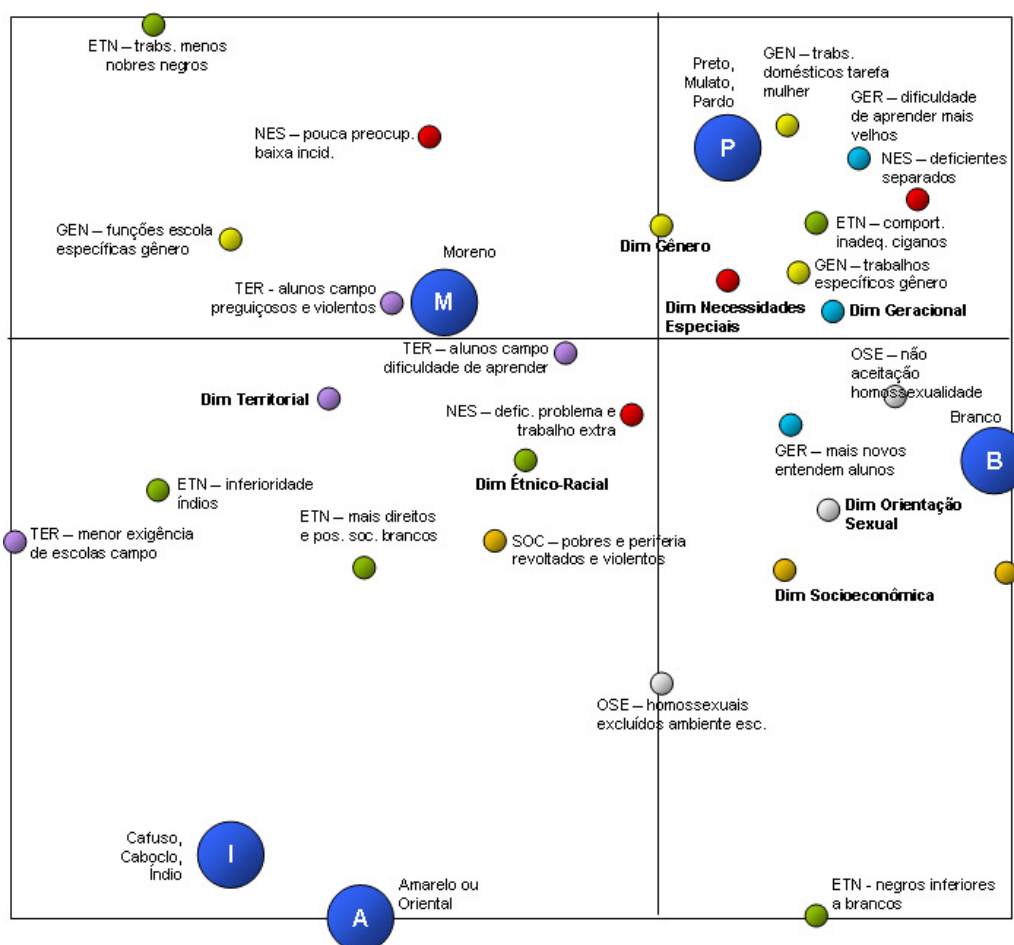 ETN – trabs. menos
nobres negros
NES – pouca preocup.
baixa incid.
GEN – funções escola
específicas gênero
Moreno
M
TER - alunos campo
preguiçosos e violentos
Preto,
Mulato,
Pardo
P
GEN – trabs.
domésticos tarefa
mulher
GER – dificuldade
de aprender mais
velhos
NES – deficientes
separados
ETN – comport.
inadeq. ciganos
Dim Gênero
GEN – trabalhos
específicos gênero
Dim Necessidades
Especiais
Dim Geracional
TER – alunos campo
dificuldade de aprender
Dim Territorial
NES – defic. problema e
trabalho extra
Dim Étnico-Racial
ETN – inferioridade
índios
ETN – mais direitos
e pos. soc. brancos
TER – menor exigência
de escolas campo
SOC – pobres e periferia
revoltados e violentos
OSE – não
aceitação
homossexualidade
Branco
B
GER – mais novos
entendem alunos
Dim Orientação
Sexual
Dim Socioeconômica
OSE – homossexuais
excluídos ambiente esc.
Cafuso,
Caboclo,
Índio
I
Amarelo ou
Oriental
A
ETN - negros inferiores
a brancos